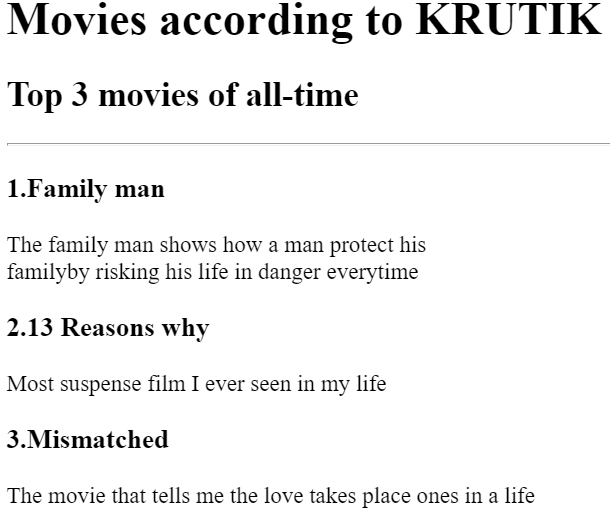 Movies according to KRUTIK
Top 3 movies of all-time
1.Family man
The family man shows how a man protect his
familyby risking his life in danger everytime
2.13 Reasons why
Most suspense film I ever seen in my life
3.Mismatched
The movie that tells me the love takes place ones in a life